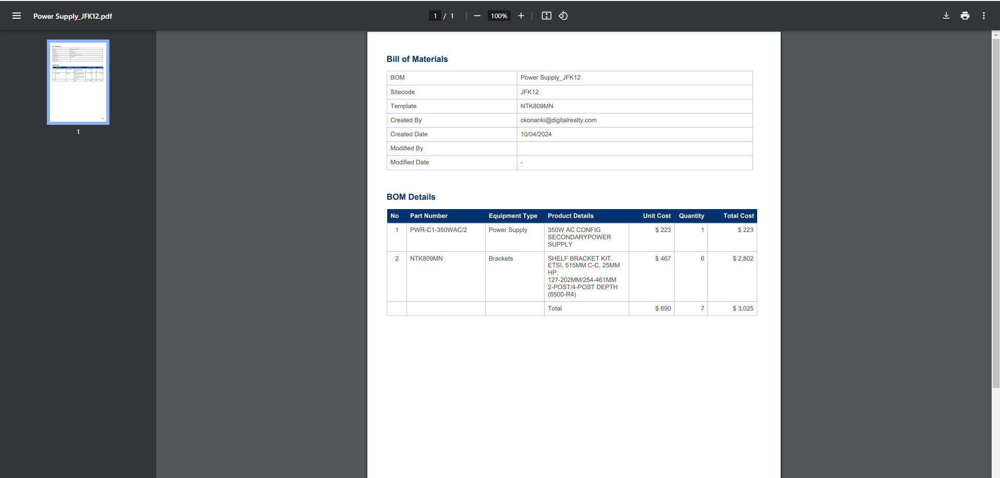 Power Supply_JFK12.pdf
1 / 1
100%
1
Bill of Materials
BOM Power Supply_JFK12
Sitecode JFK12
Template NTK809MN
Created By ckonanki@digitalrealty.com
Created Date 10/04/2024
Modified By
Modified Date -
BOM Details
No Part Number Equipment Type Product Details Unit Cost Quantity Total Cost
1 PWR-C1-350WAC/2 Power Supply 350W AC CONFIG $ 223 1 $ 223
SECONDARYPOWER
SUPPLY
2 NTK809MN Brackets SHELF BRACKET KIT, $ 467 6 $ 2,802
ETSI, 515MM C-C, 25MM
HP,
127-202MM/254-461MM
2-POST/4-POST DEPTH
(6500-R4)
Total $ 690 7 $ 3,025